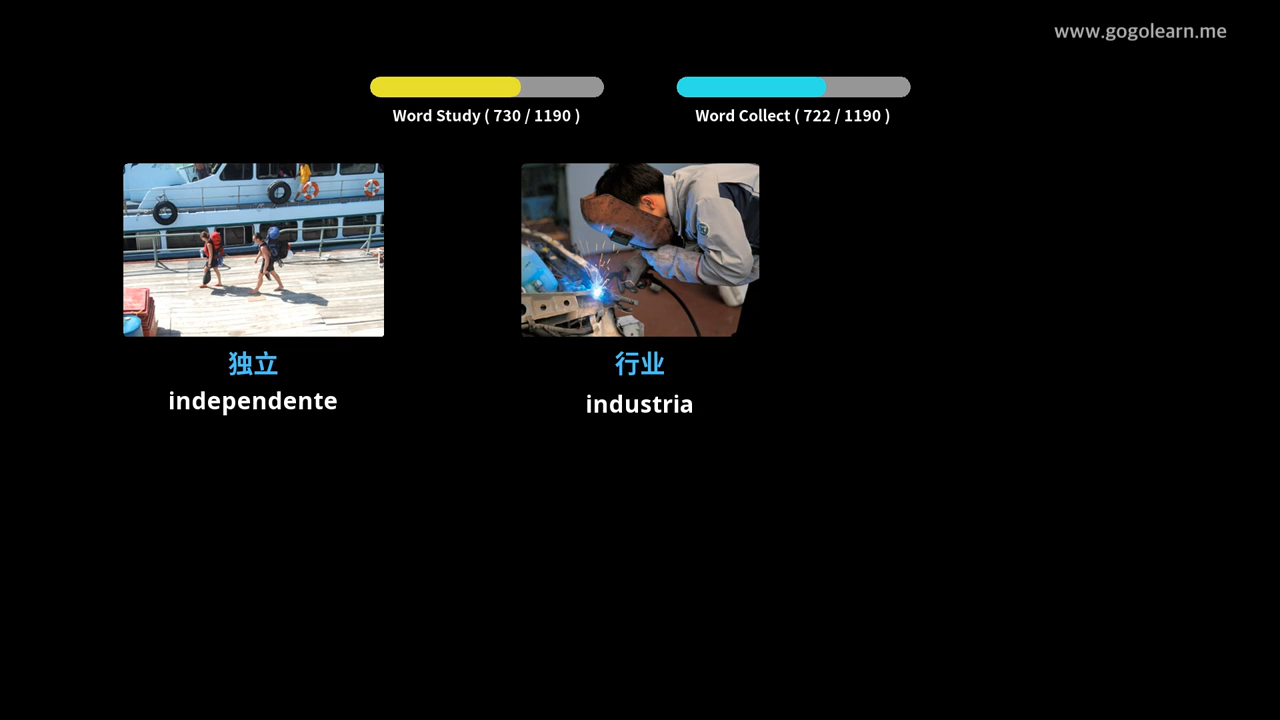 www.gogolearn.me
Word Study ( 730 / 1190 )
Word Collect ( 722 / 1190 )
独立
independente
行业
industria